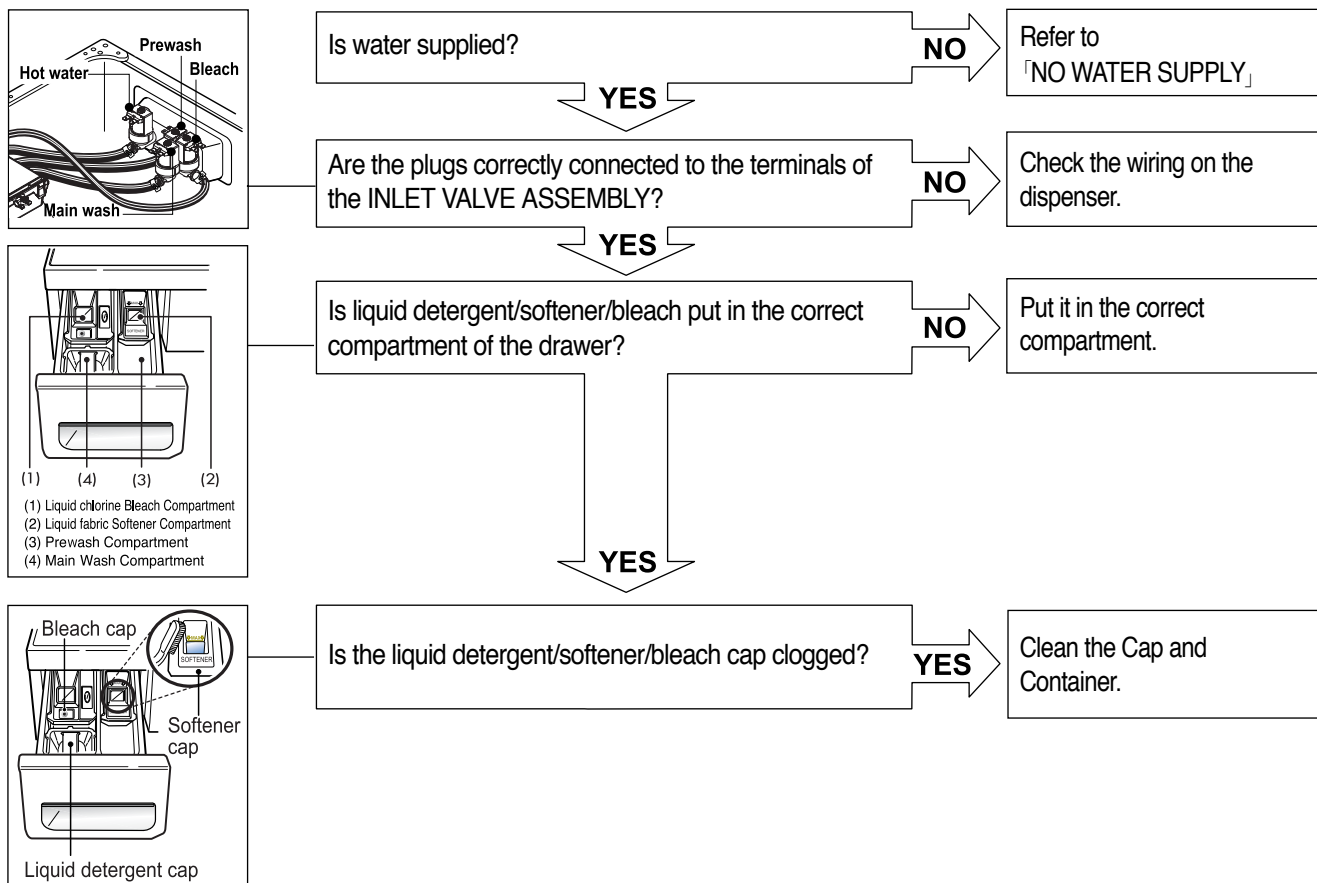 Prewash
Bleach
Hot water
Main wash
Is water supplied?
NO
Refer to
「NO WATER SUPPLY」
YES
Are the plugs correctly connected to the terminals of
the INLET VALVE ASSEMBLY?
NO
Check the wiring on the
dispenser.
YES
SOFTENER
(1)
(4)
(3)
(2)
(1) Liquid chlorine Bleach Compartment
(2) Liquid fabric Softener Compartment
(3) Prewash Compartment
(4) Main Wash Compartment
Is liquid detergent/softener/bleach put in the correct
compartment of the drawer?
NO
Put it in the correct
compartment.
YES
Bleach cap
SOFTENER
Softener
cap
Liquid detergent cap
Is the liquid detergent/softener/bleach cap clogged?
YES
Clean the Cap and
Container.